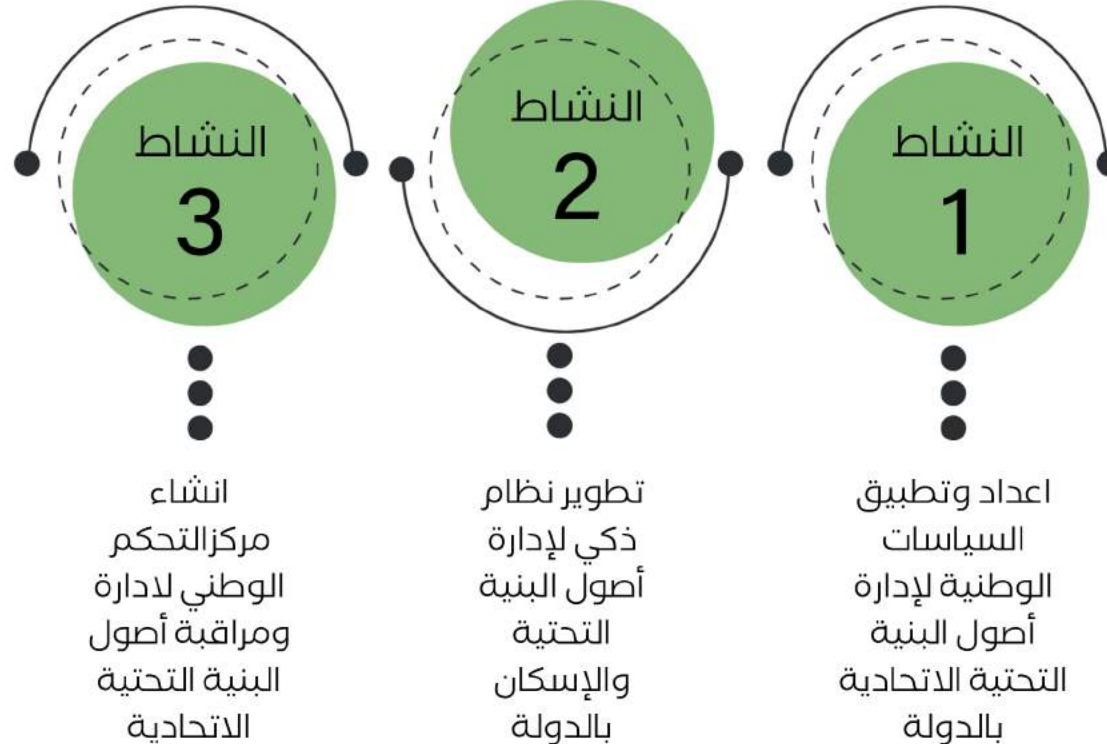 النشاط
1
اعداد وتطبيق
السياسات
الوطنية لإدارة
أصول البنية
التحتية الاتحادية
بالدولة
النشاط
2
تطوير نظام
ذكي لإدارة
أصول البنية
التحتية
والإسكان
بالدولة
النشاط
3
انشاء
مركزالتحكم
الوطني لادارة
ومراقبة أصول
البنية التحتية
الاتحادية